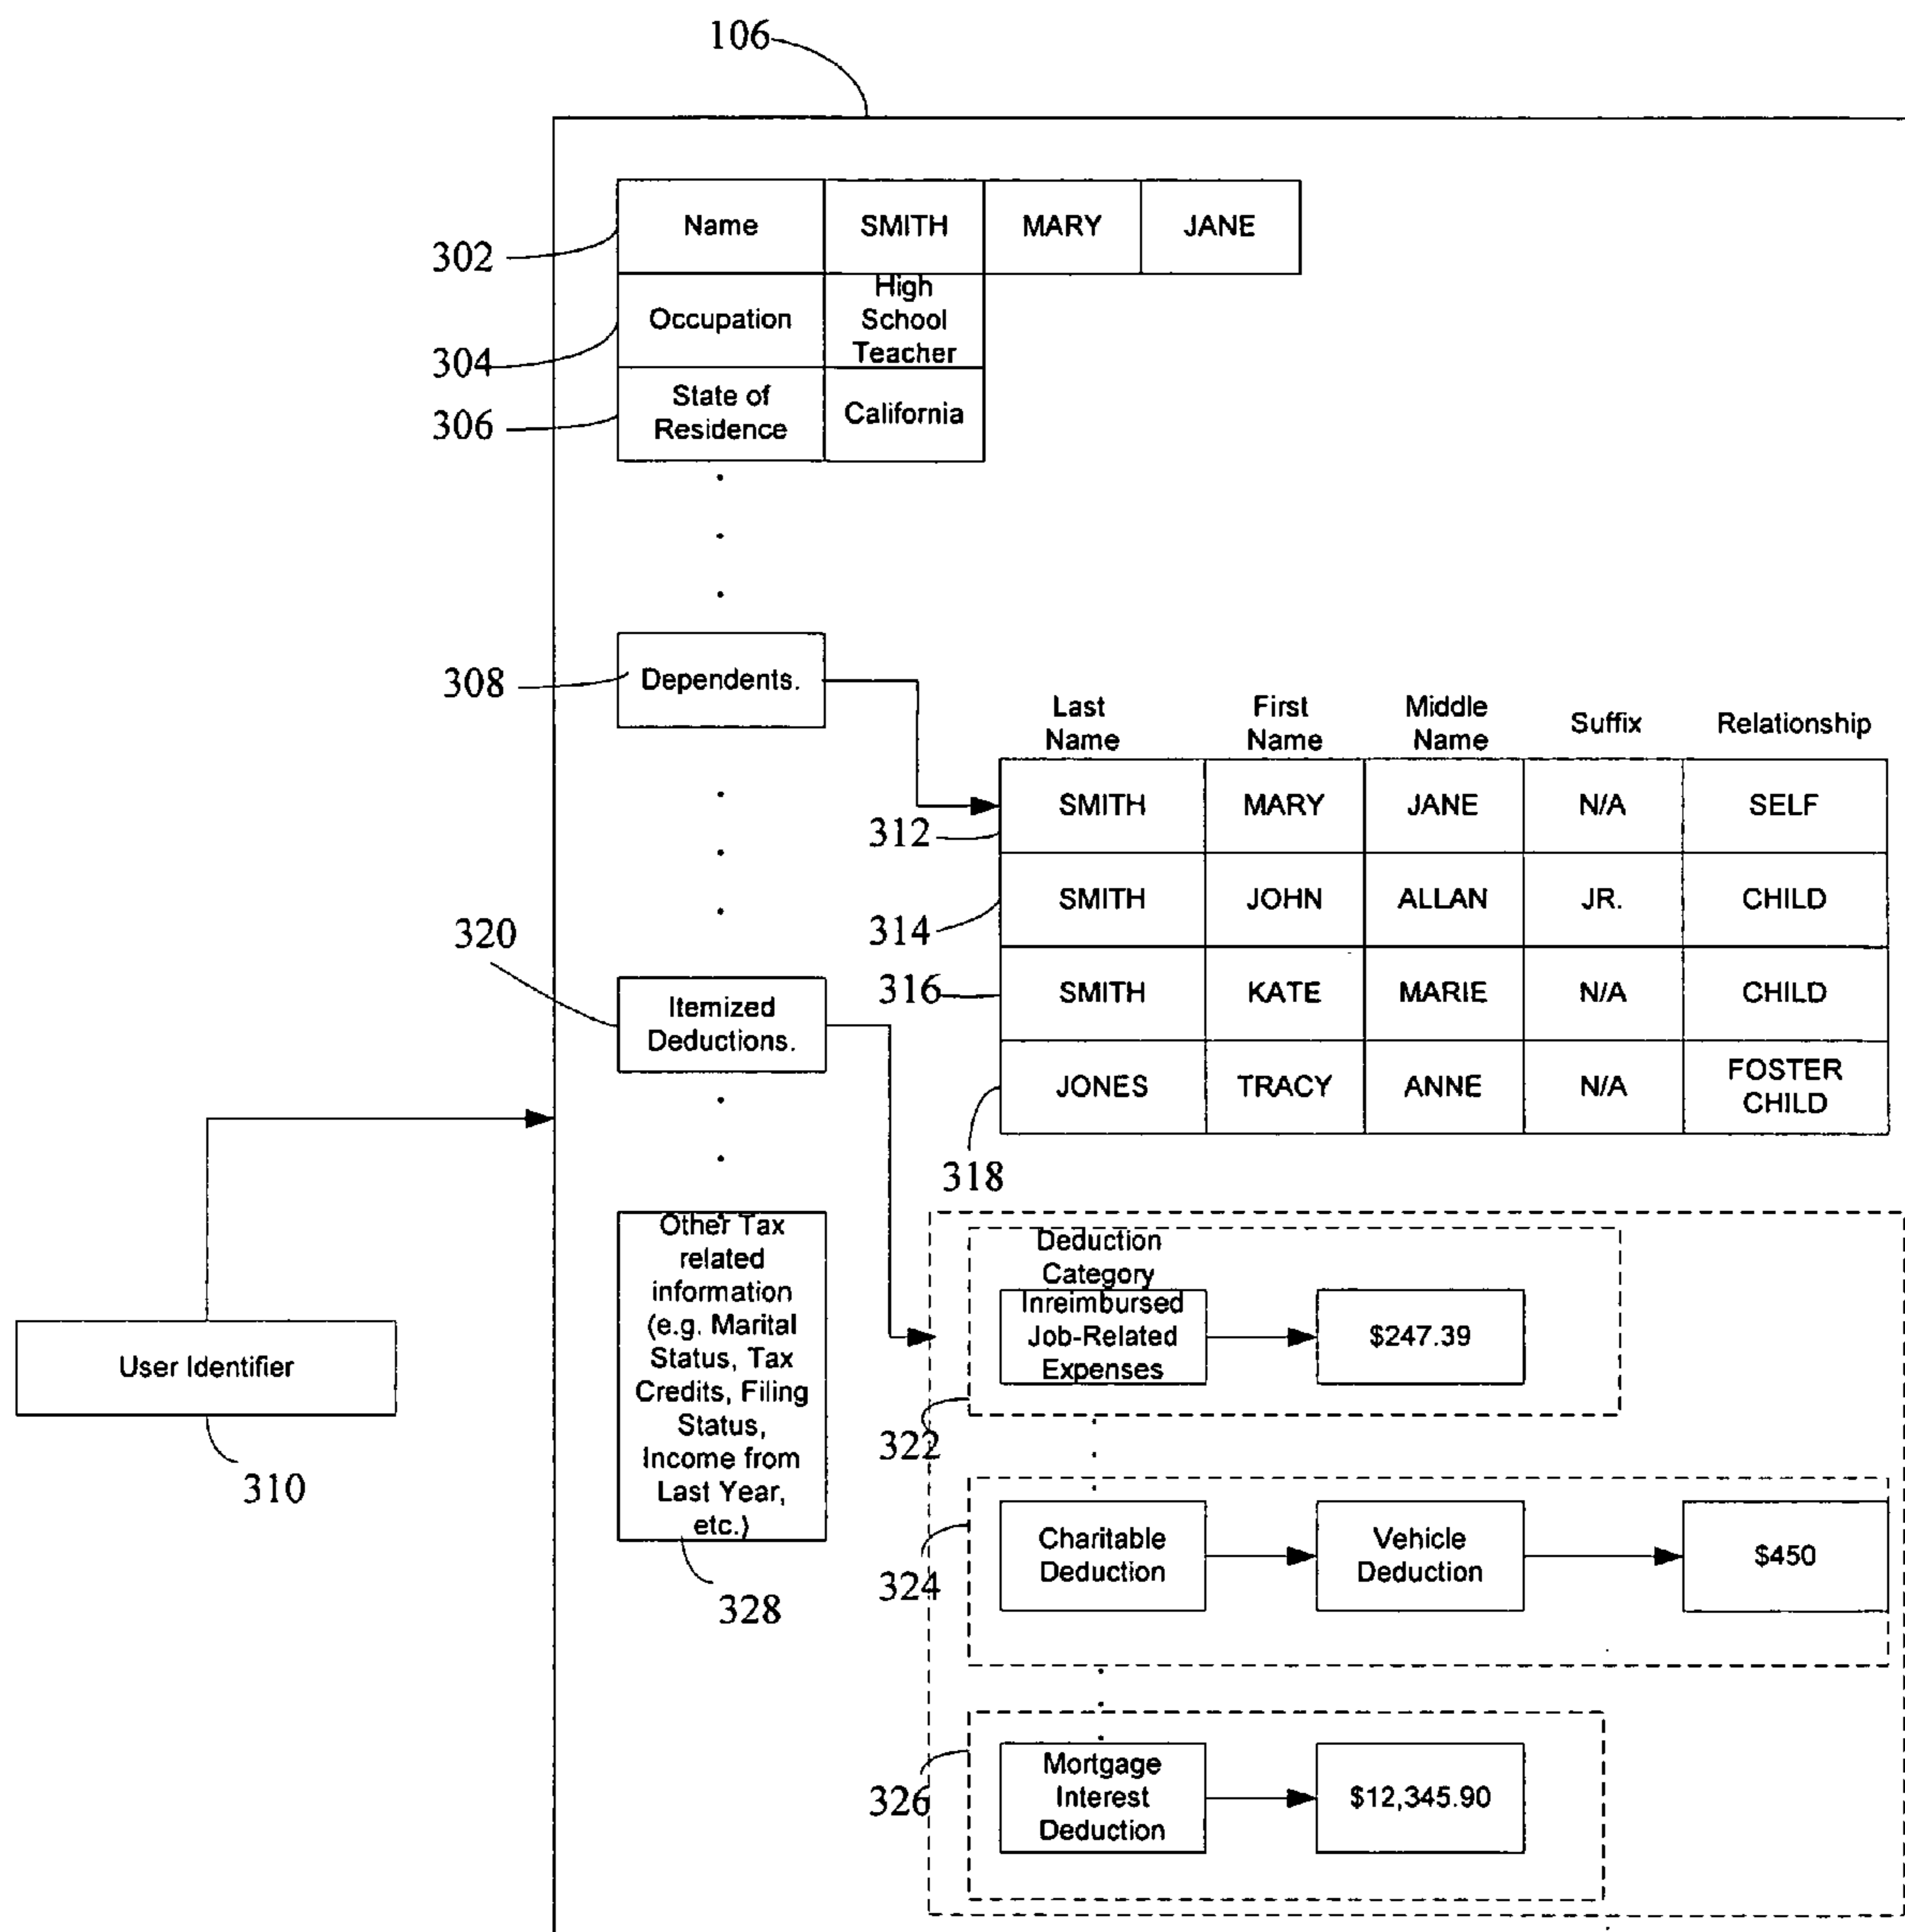 106
302
Name SMITH MARY JANE
304
Occupation
High
School
Teacher
306
State of
Residence
California
308
Dependents.
Last
Name
First
Name
Middle
Name
Suffix
Relationship
312
SMITH MARY JANE N/A SELF
314
SMITH JOHN ALLAN JR. CHILD
316
SMITH KATE MARIE N/A CHILD
318
JONES TRACY ANNE N/A
FOSTER
CHILD
320
Itemized
Deductions.
User Identifier
310
Other Tax
related
information
(e.g. Marital
Status, Tax
Credits, Filing
Status,
Income from
Last Year,
etc.)
328
Deduction
Category
Inreimbursed
Job-Related
Expenses
$247.39
322
Charitable
Deduction
Vehicle
Deduction
$450
324
Mortgage
Interest
Deduction
$12,345.90
326